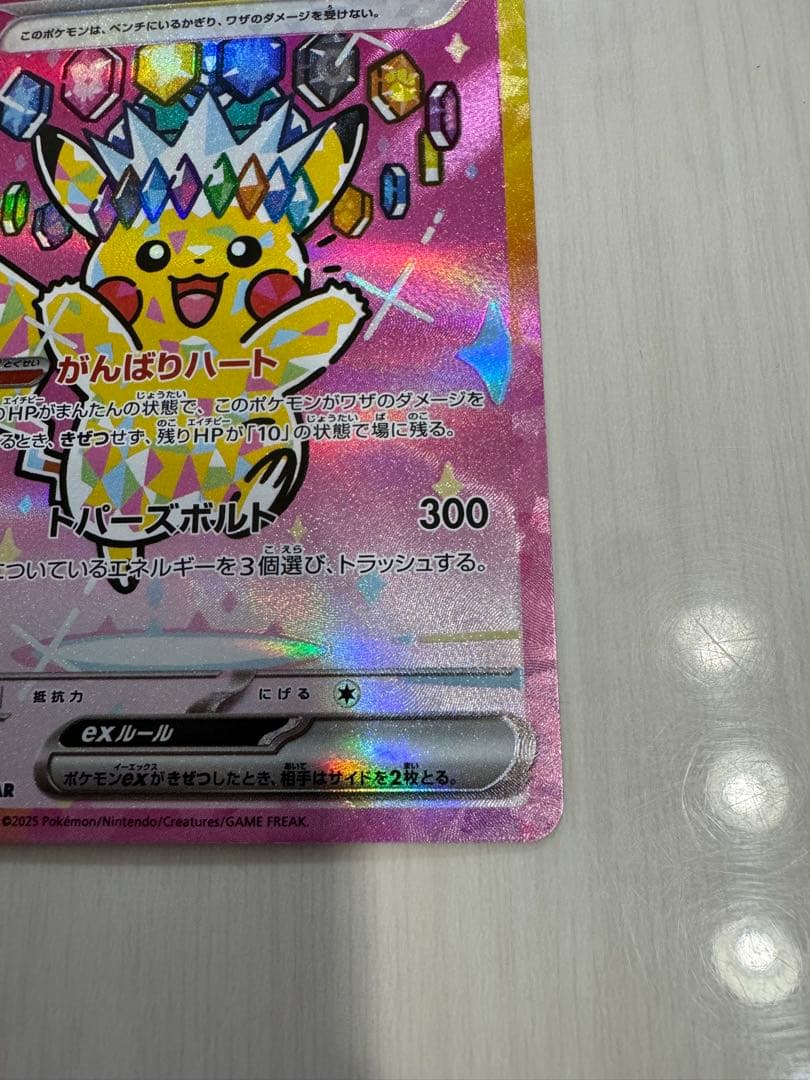 このポケモンは、ベンチにいるかぎり、ワザのダメージを受けない。
とくせい がんばりハート
HPがまんたんの状態で、このポケモンがワザのダメージを
るとき、きぜつせず、残りHPが「10」の状態で場に残る。
トパーズボルト 300
についているエネルギーを3個選び、トラッシュする。
抵抗力 にげる
exルール
ポケモンexがきぜつしたとき、相手はサイドを2枚とる。
AR
©2025 Pokémon/Nintendo/Creatures/GAME FREAK.